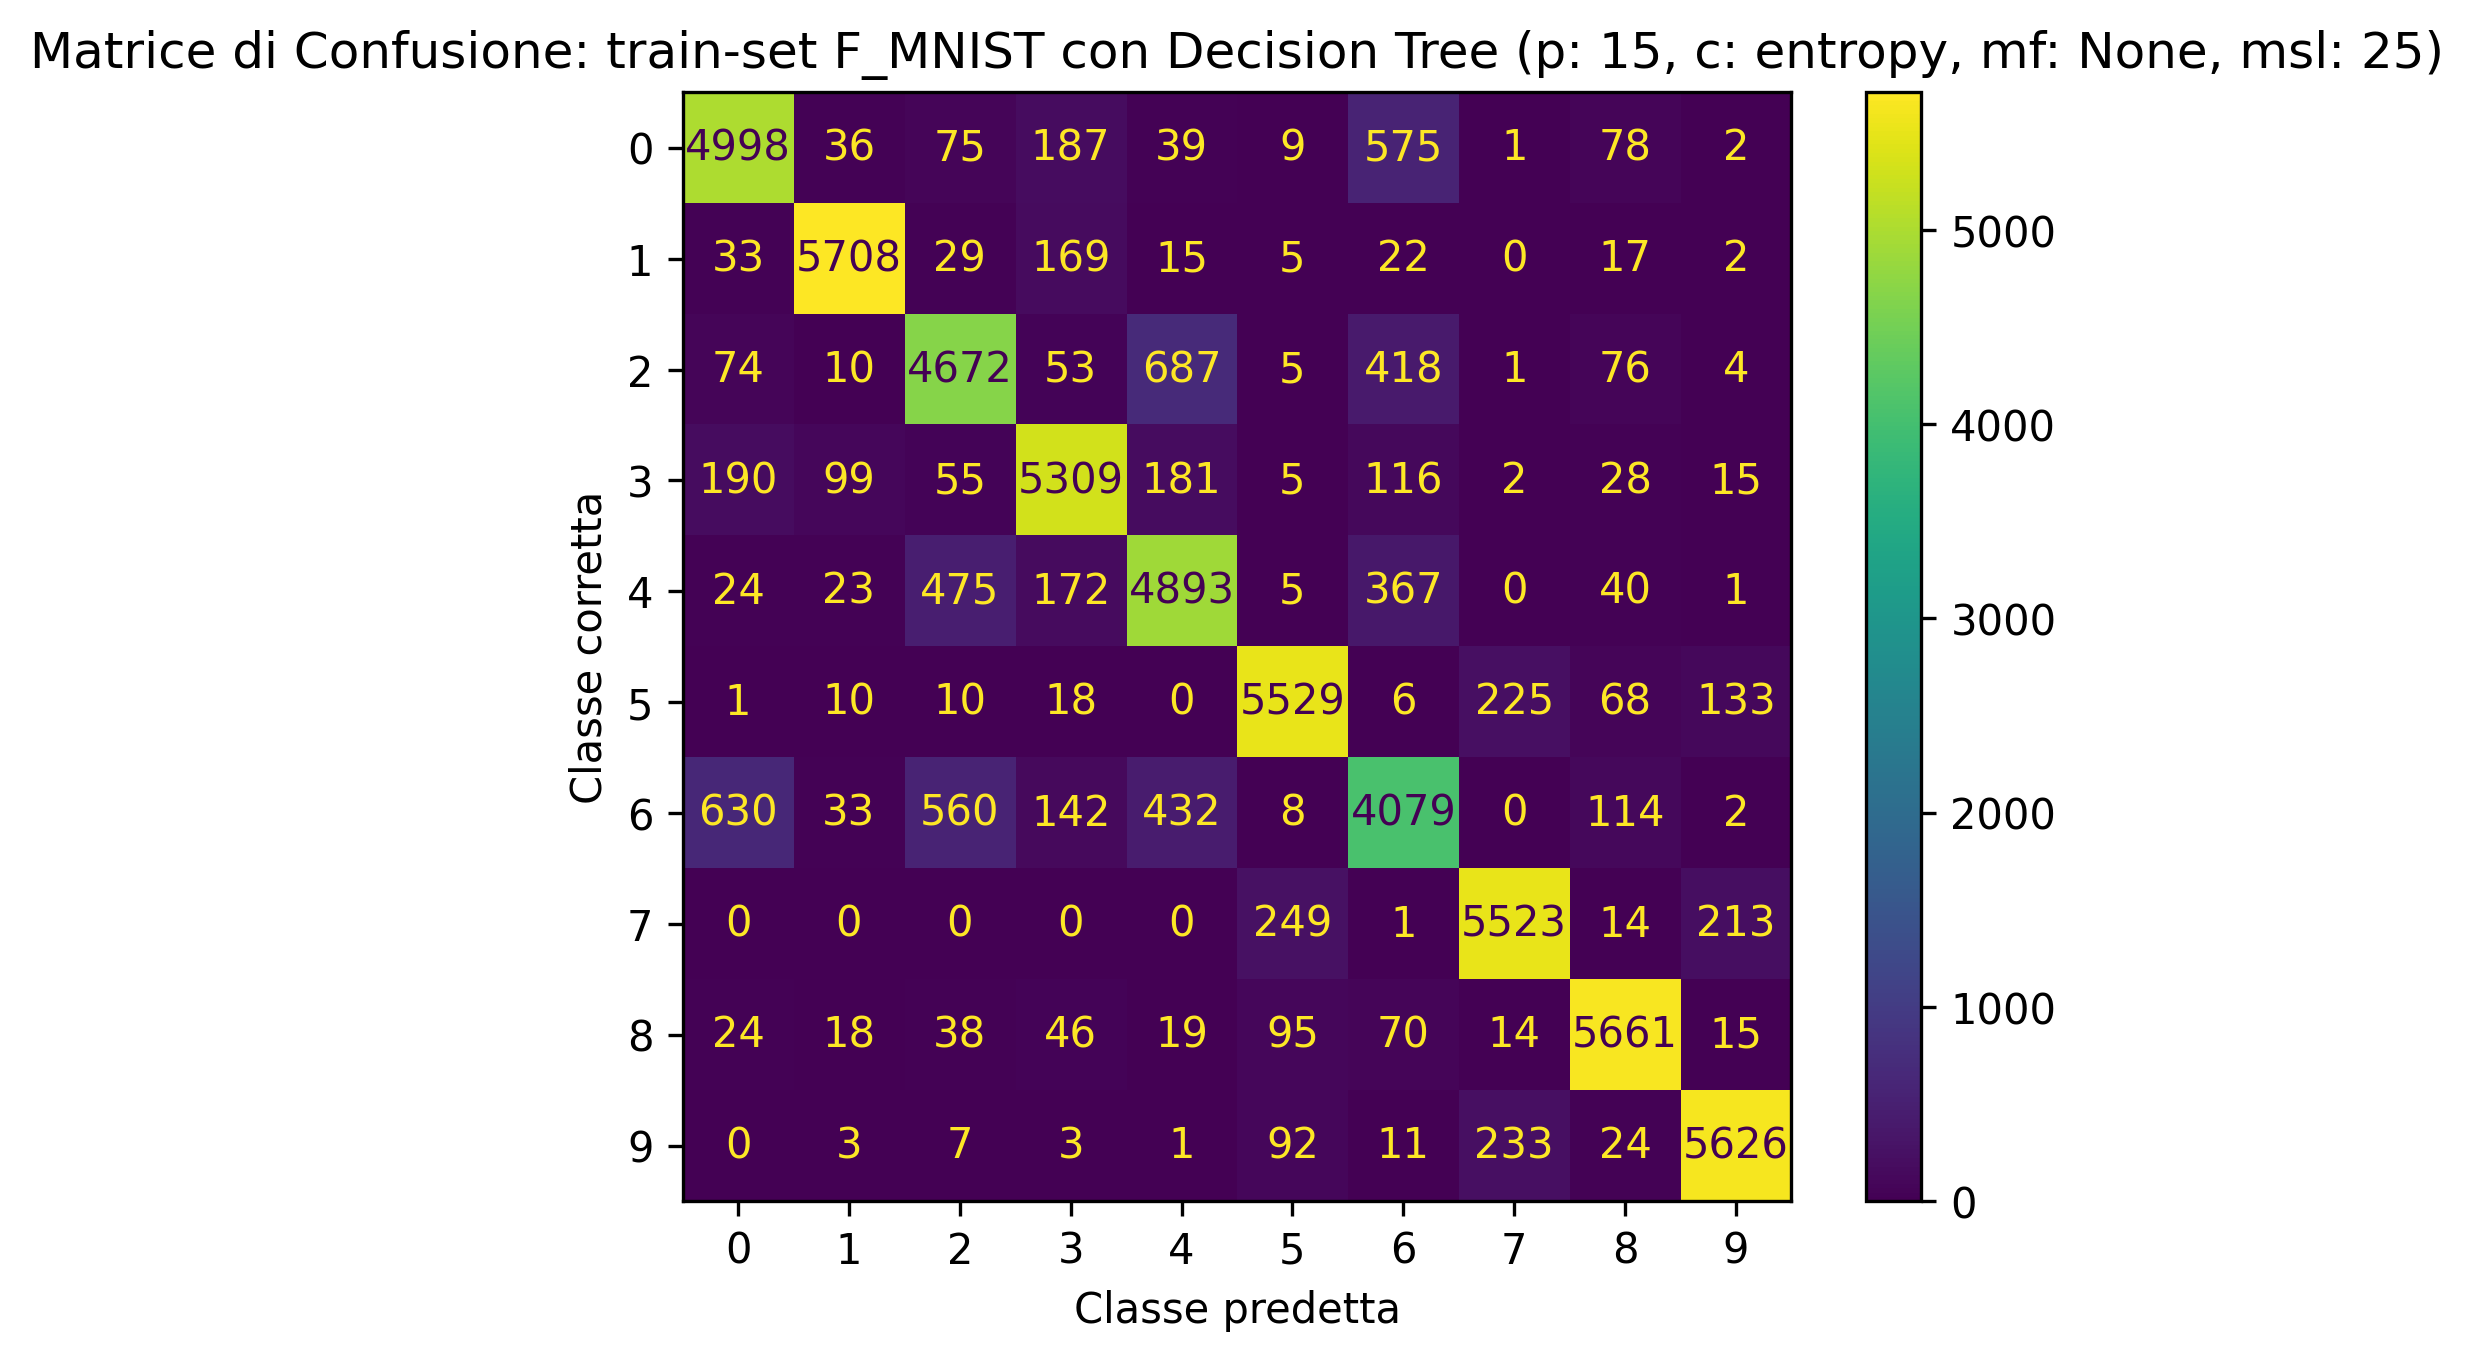 Matrice di Confusione: train-set F_MNIST con Decision Tree (p: 15, c: entropy, mf: None, msl: 25)
Classe corretta
0 4998 36 75 187 39 9 575 1 78 2
1 33 5708 29 169 15 5 22 0 17 2
2 74 10 4672 53 687 5 418 1 76 4
3 190 99 55 5309 181 5 116 2 28 15
4 24 23 475 172 4893 5 367 0 40 1
5 1 10 10 18 0 5529 6 225 68 133
6 630 33 560 142 432 8 4079 0 114 2
7 0 0 0 0 0 249 1 5523 14 213
8 24 18 38 46 19 95 70 14 5661 15
9 0 3 7 3 1 92 11 233 24 5626
0 1 2 3 4 5 6 7 8 9
Classe predetta
5000
4000
3000
2000
1000
0